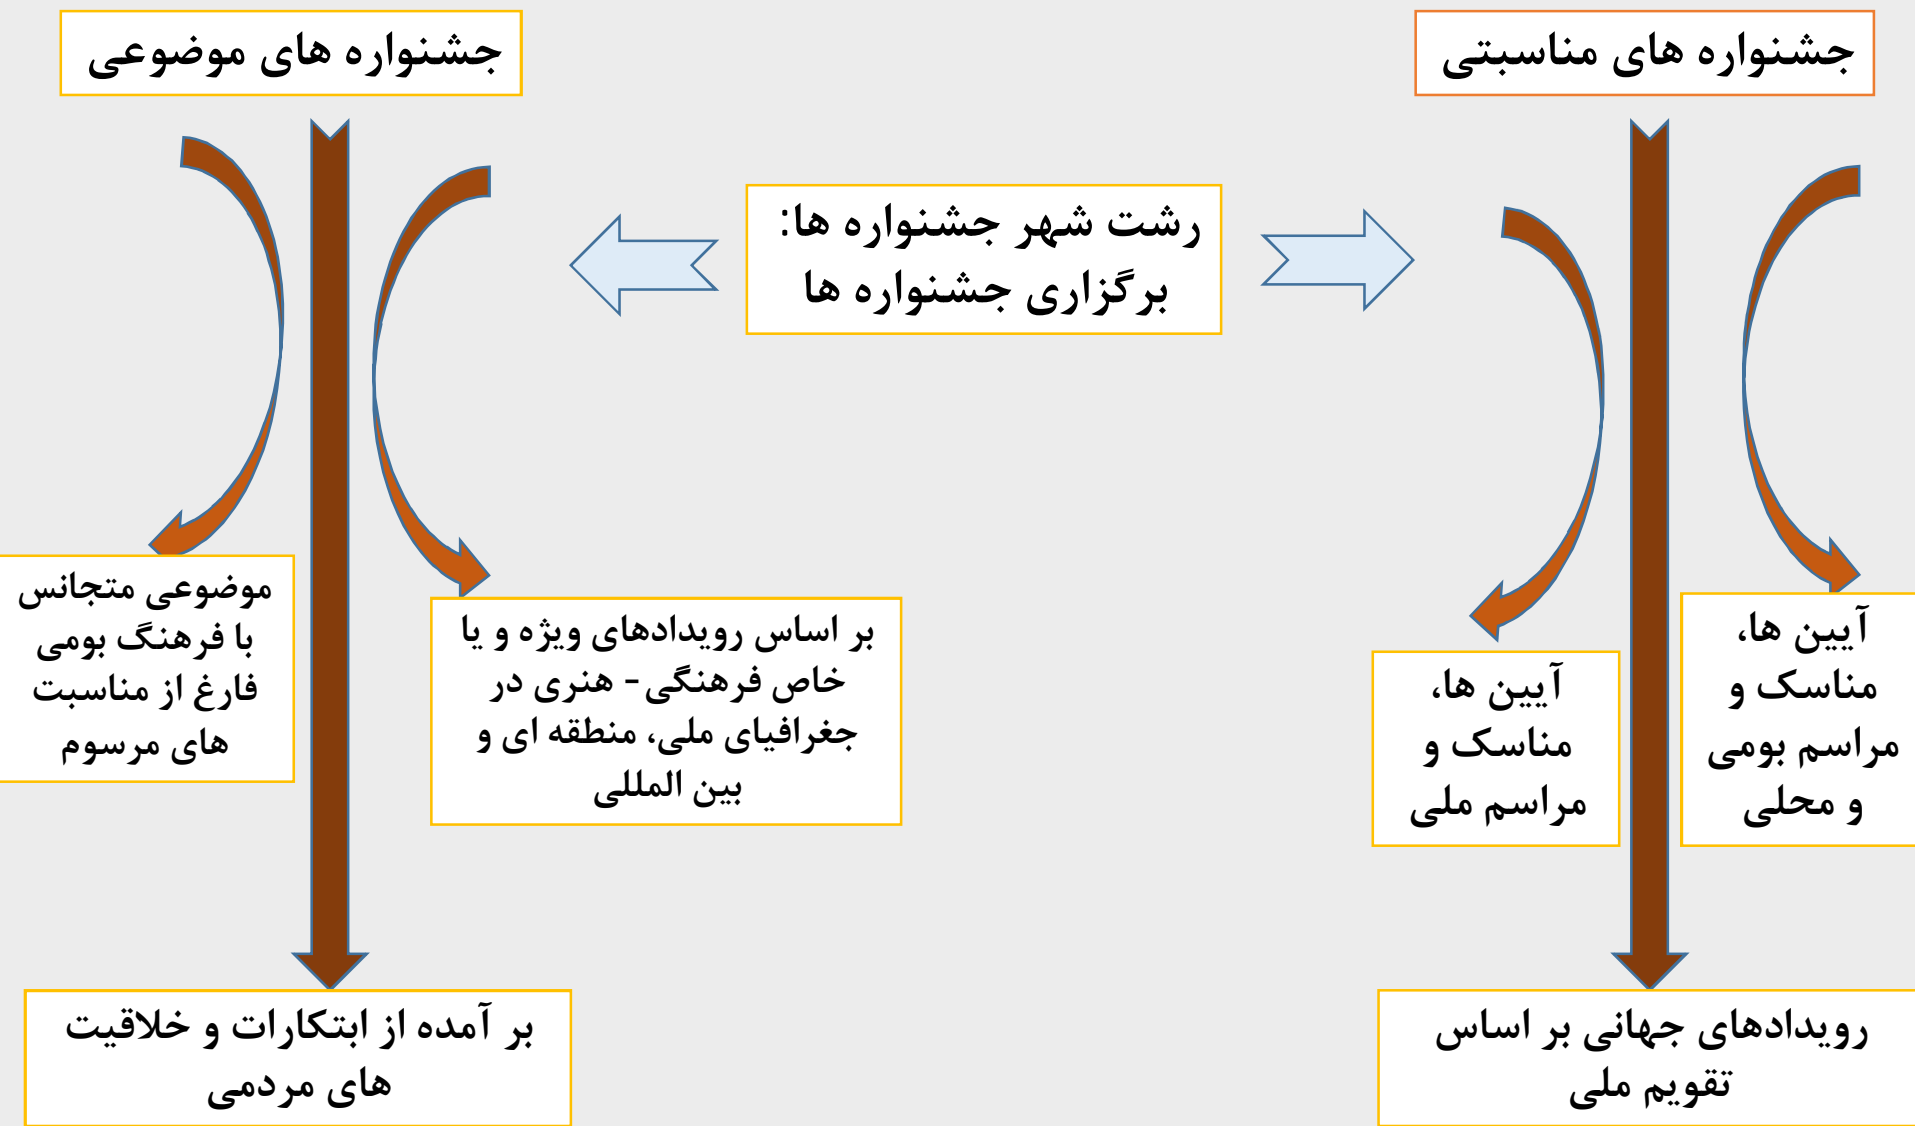 جشنواره های مناسبتی
جشنواره های موضوعی
رشت شهر جشنواره ها:
برگزاری جشنواره ها
آیین ها،
مناسک و
مراسم بومی
و محلی
آیین ها،
مناسک و
مراسم ملی
بر اساس رویدادهای ویژه و یا
خاص فرهنگی- هنری در
جغرافیای ملی، منطقه ای و
بین المللی
موضوعی متجانس
با فرهنگ بومی
فارغ از مناسبت
های مرسوم
رویدادهای جهانی بر اساس
تقویم ملی
بر آمده از ابتکارات و خلاقیت
های مردمی